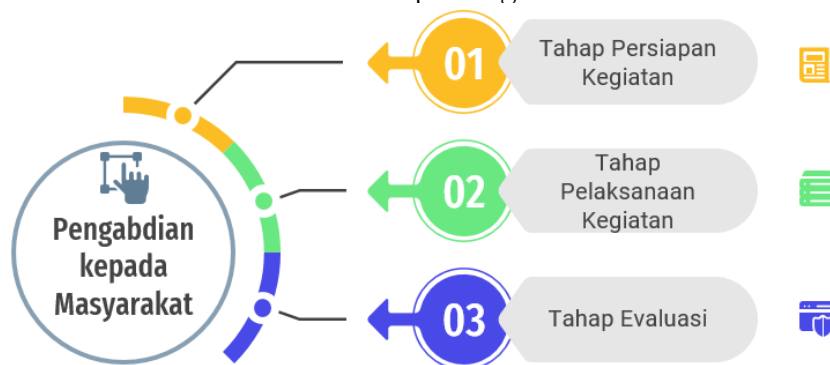 01
Tahap Persiapan
Kegiatan
02
Tahap
Pelaksanaan
Kegiatan
Pengabdian
kepada
Masyarakat
03
Tahap Evaluasi